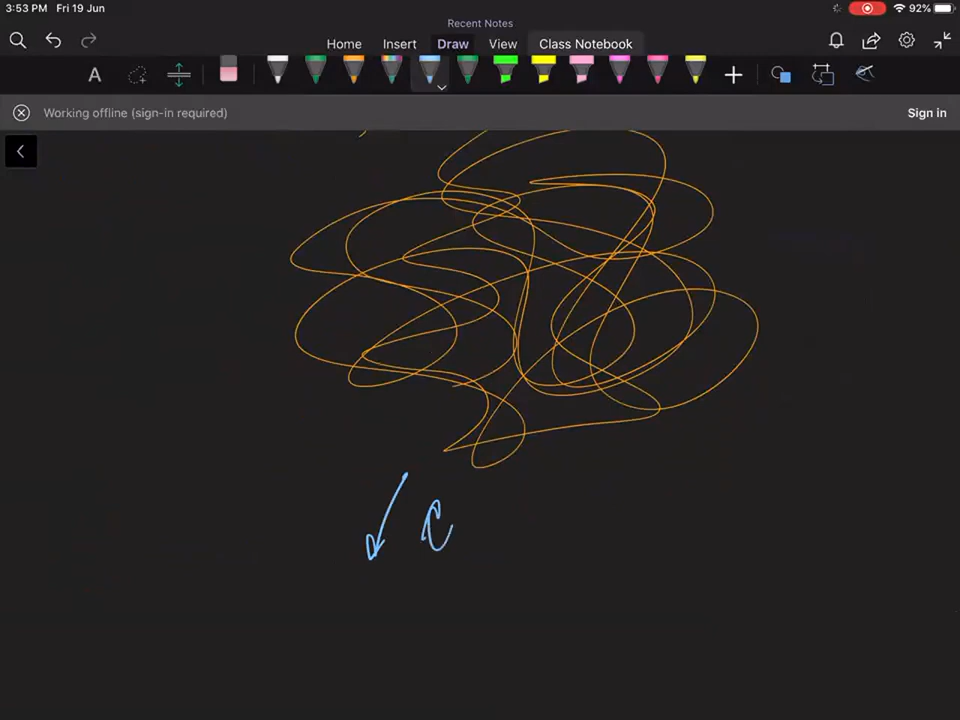 3:53 PM Fri 19 Jun 92%
Recent Notes
Home Insert Draw View Class Notebook
A
Working offline (sign-in required) Sign in
C